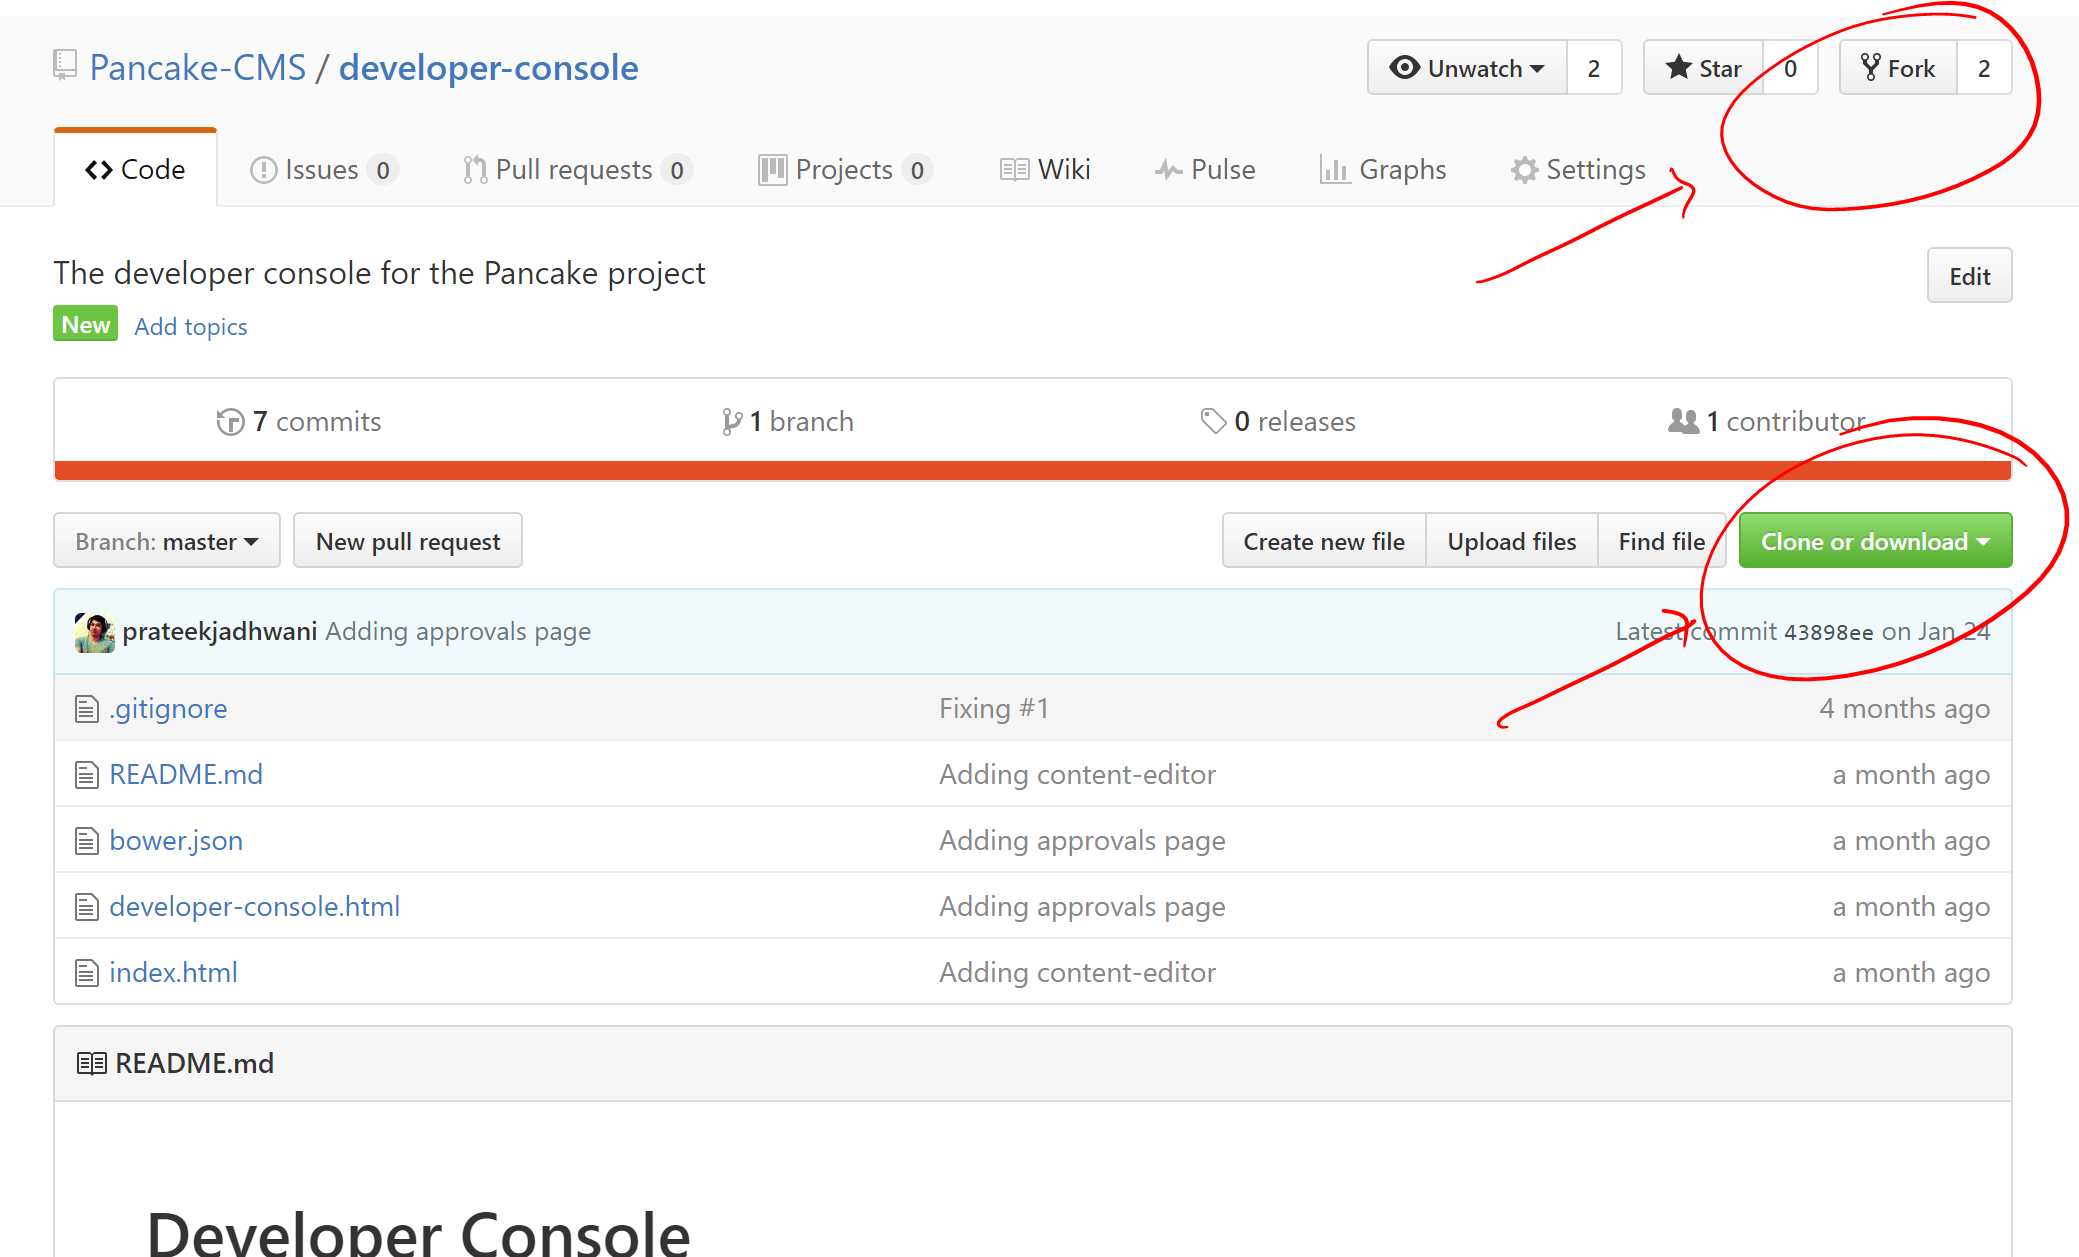 Pancake-CMS / developer-console
Unwatch 2 Star 0 Fork 2
Code Issues 0 Pull requests 0 Projects 0 Wiki Pulse Graphs Settings
The developer console for the Pancake project
Edit
New Add topics
7 commits 1 branch 0 releases 1 contributor
Branch: master New pull request Create new file Upload files Find file Clone or download
prateekjadhwani Adding approvals page Latest commit 43898ee on Jan 24
.gitignore Fixing #1 4 months ago
README.md Adding content-editor a month ago
bower.json Adding approvals page a month ago
developer-console.html Adding approvals page a month ago
index.html Adding content-editor a month ago
README.md
Developer Console